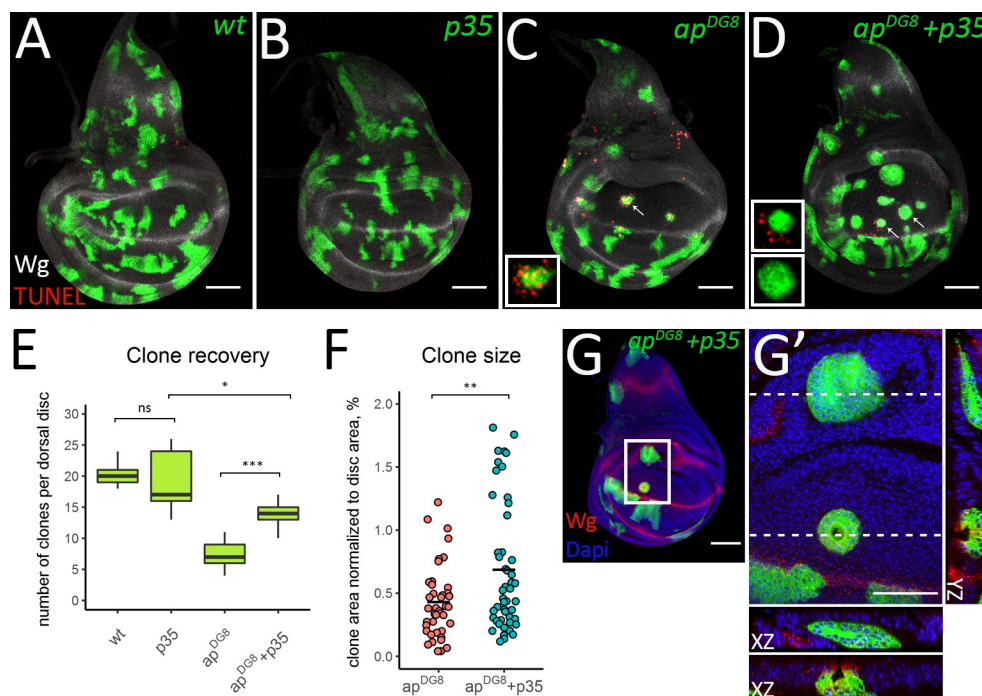 A wt
Wg
TUNEL
B p35
C ap^DG8
D ap^DG8 +p35
E Clone recovery
number of clones per dorsal disc
30
25
20
15
10
5
0
ns
*
***
wt
p35
ap^DG8
ap^DG8+p35
F Clone size
clone area normalized to disc area, %
2.0
1.5
1.0
0.5
0.0
**
ap^DG8
ap^DG8+p35
G ap^DG8 +p35
Wg
Dapi
G'
YZ
XZ
XZ